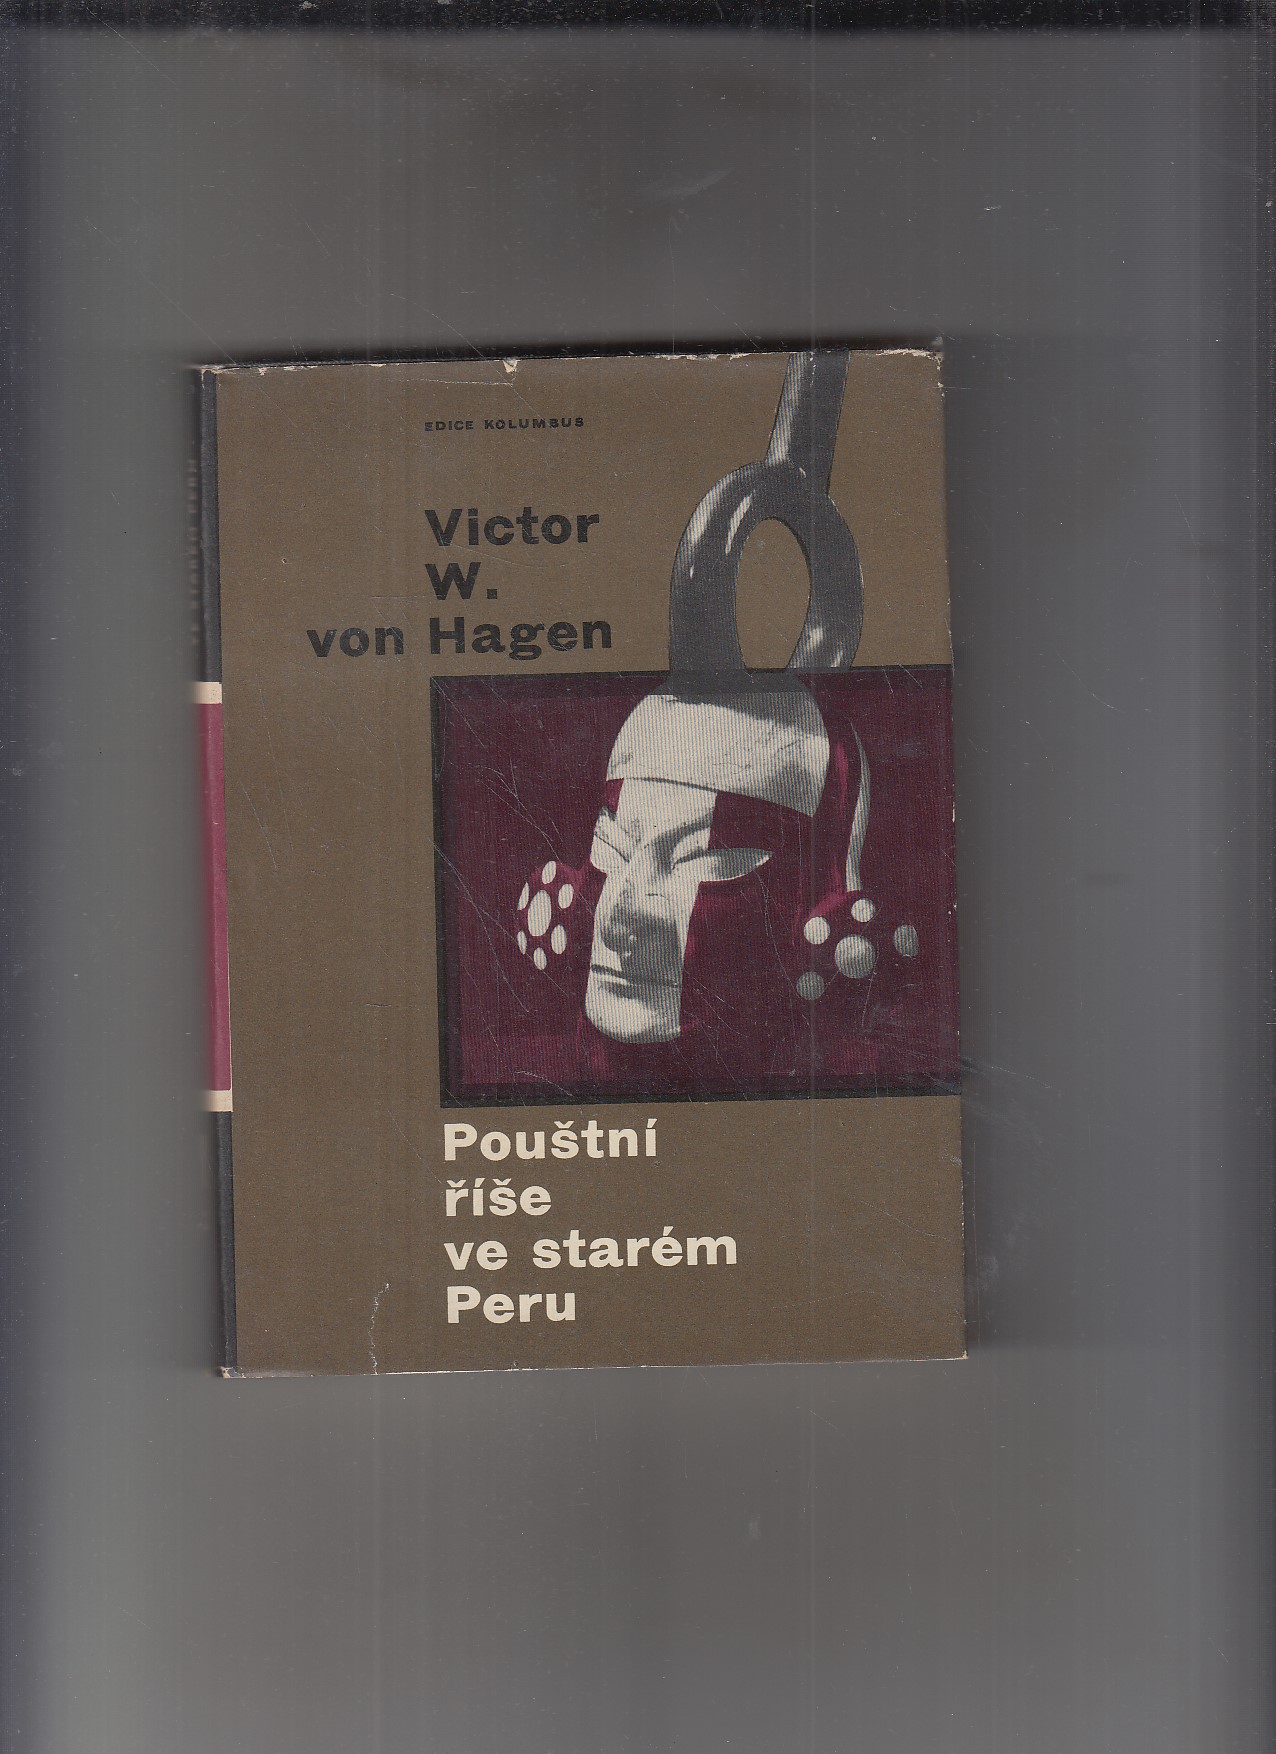 EDICE KOLUMBUS
Victor
W.
von Hagen
Pouštní
říše
ve starém
Peru